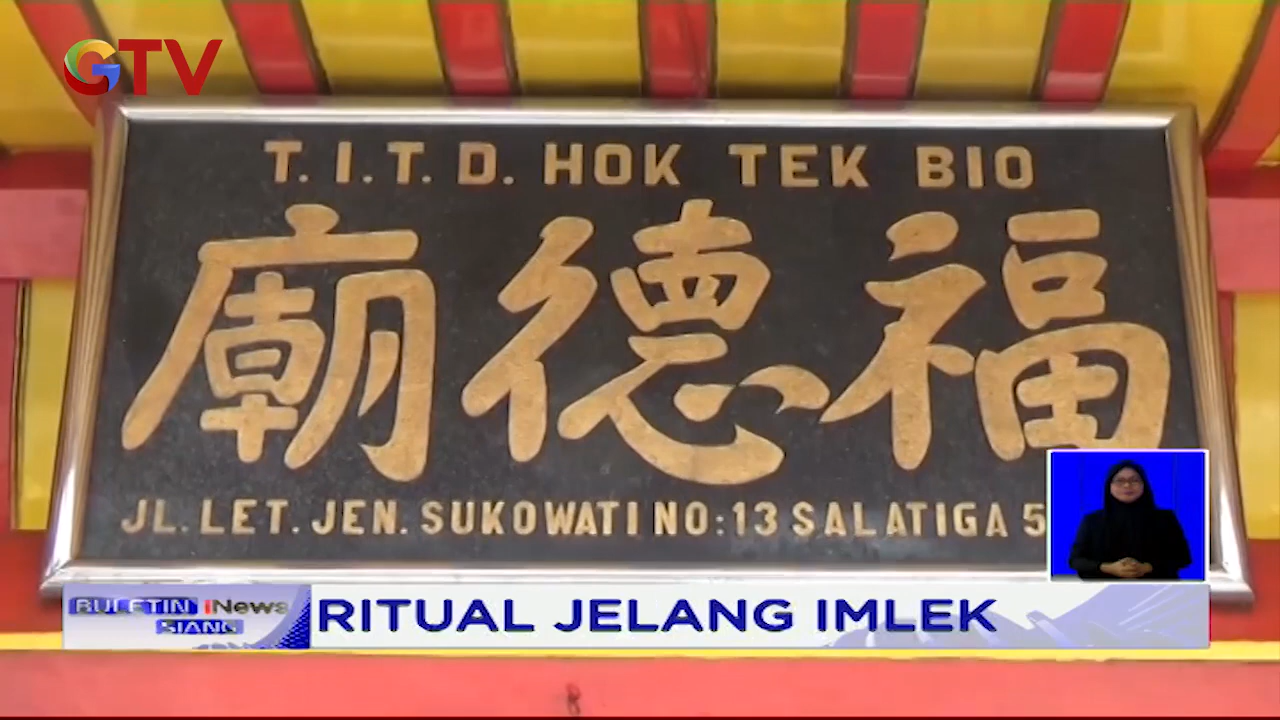 GTV
T.I.T.D. HOK TEK BIO
廟德福
JL. LET. JEN. SUKOWATI NO:13 SALATIGA 5
BULETIN iNews
SIANG
RITUAL JELANG IMLEK